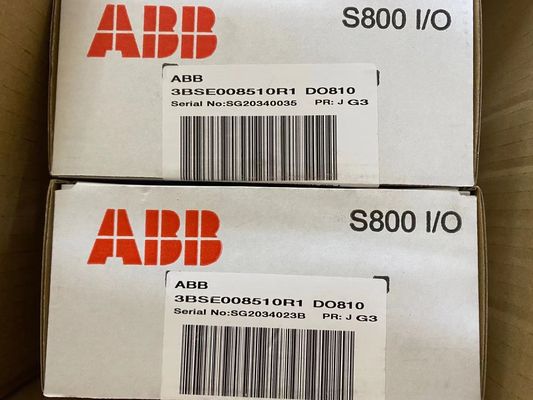 ABB
S800 I/O
ABB
3BSE008510R1 DO810
Serial No:SG20340035 PR: J G3
ABB
S800 I/O
ABB
3BSE008510R1 DO810
Serial No:SG2034023B PR: J G3